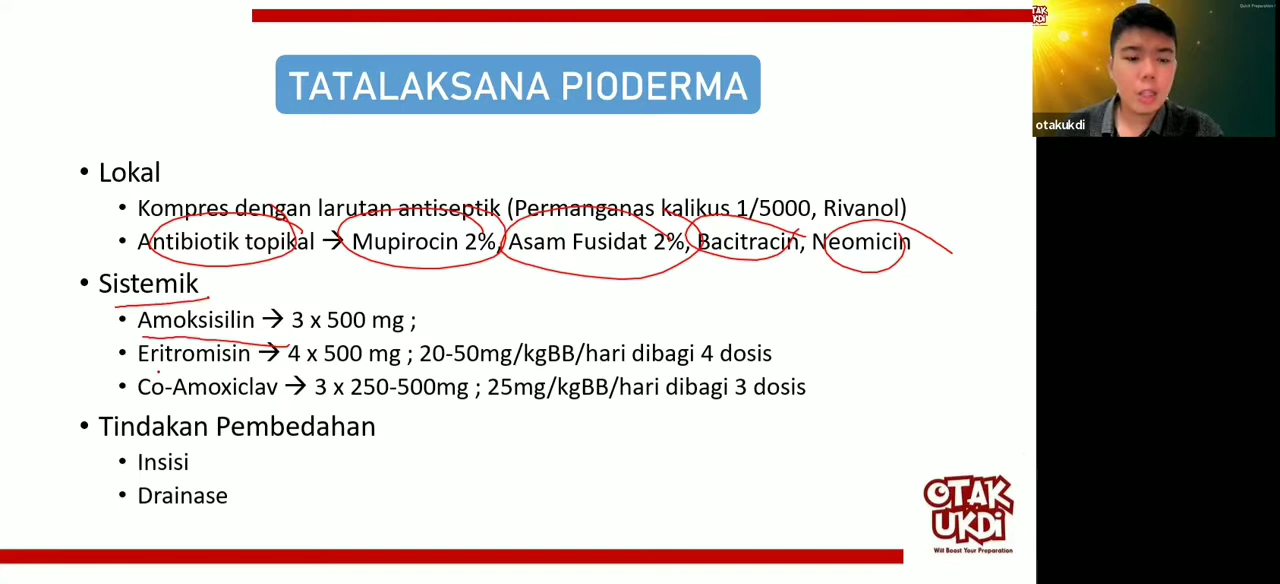 TATALAKSANA PIODERMA
• Lokal
• Kompres dengan larutan antiseptik (Permanganas kalikus 1/5000, Rivanol)
• Antibiotik topikal → Mupirocin 2%, Asam Fusidat 2%, Bacitracin, Neomicin
• Sistemik
• Amoksisilin → 3 x 500 mg ;
• Eritromisin → 4 x 500 mg ; 20-50mg/kgBB/hari dibagi 4 dosis
• Co-Amoxiclav → 3 x 250-500mg ; 25mg/kgBB/hari dibagi 3 dosis
• Tindakan Pembedahan
• Insisi
• Drainase
OTAK
UKDI
Will Boost Your Preparation
OTAK
UKDI
otakukdi